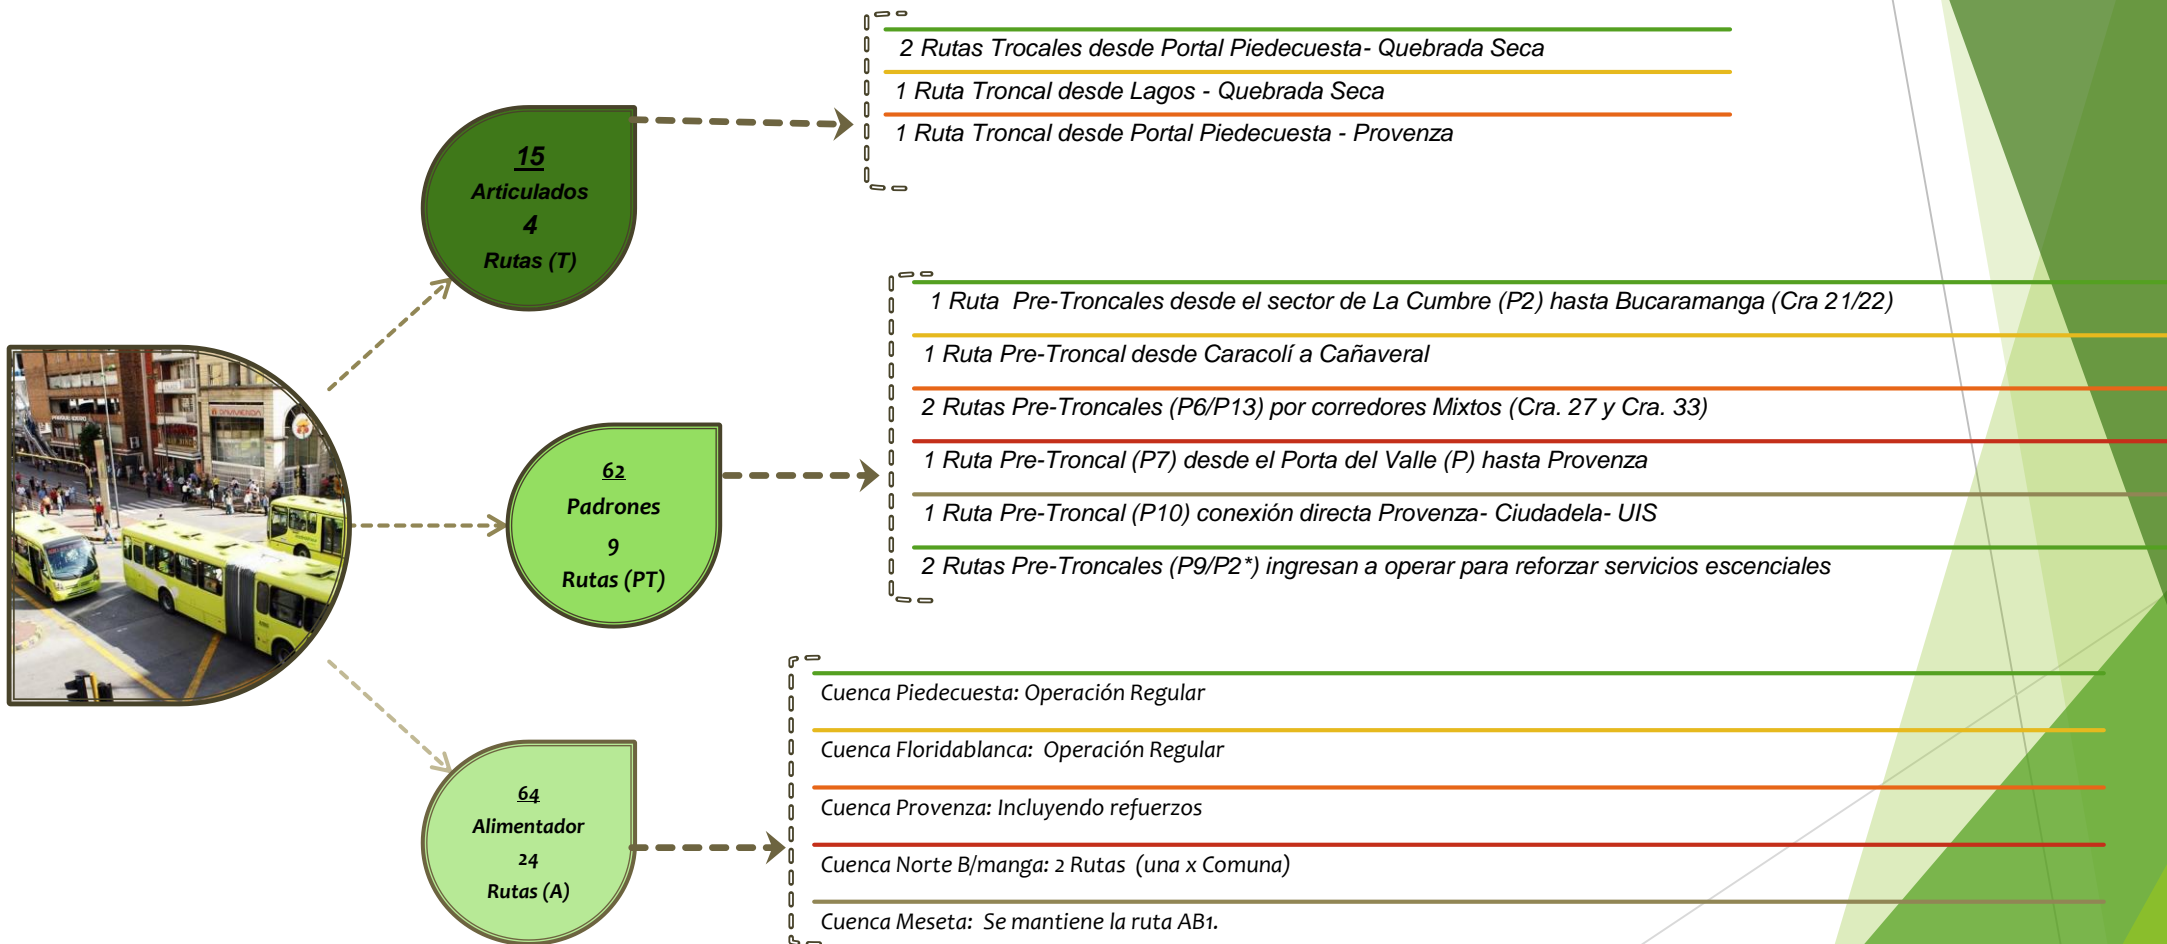 2 Rutas Trocales desde Portal Piedecuesta- Quebrada Seca
1 Ruta Troncal desde Lagos - Quebrada Seca
1 Ruta Troncal desde Portal Piedecuesta - Provenza
15
Articulados
4
Rutas (T)
1 Ruta  Pre-Troncales desde el sector de La Cumbre (P2) hasta Bucaramanga (Cra 21/22)
1 Ruta Pre-Troncal desde Caracolí a Cañaveral
2 Rutas Pre-Troncales (P6/P13) por corredores Mixtos (Cra. 27 y Cra. 33)
1 Ruta Pre-Troncal (P7) desde el Porta del Valle (P) hasta Provenza
1 Ruta Pre-Troncal (P10) conexión directa Provenza- Ciudadela- UIS
2 Rutas Pre-Troncales (P9/P2*) ingresan a operar para reforzar servicios escenciales
62
Padrones
9
Rutas (PT)
DAVIVIENDA
Cuenca Piedecuesta: Operación Regular
Cuenca Floridablanca:  Operación Regular
Cuenca Provenza: Incluyendo refuerzos
Cuenca Norte B/manga: 2 Rutas  (una x Comuna)
Cuenca Meseta:  Se mantiene la ruta AB1.
64
Alimentador
24
Rutas (A)